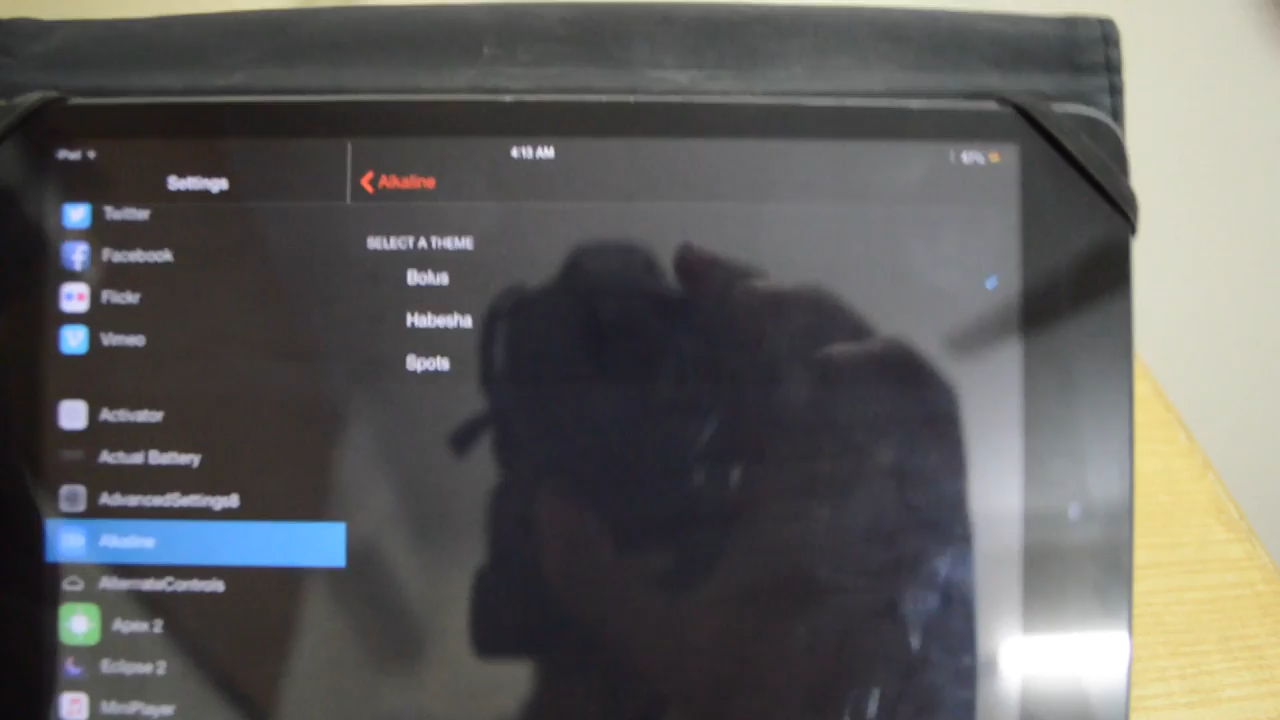 iPad
4:13 AM
Settings
Alkaline
Twitter
Facebook
Flickr
Vimeo
Activator
Actual Battery
AdvancedSettings8
Alkaline
AlternateControls
Apex 2
Eclipse 2
MiniPlayer
SELECT A THEME
Bolus
Habesha
Spots